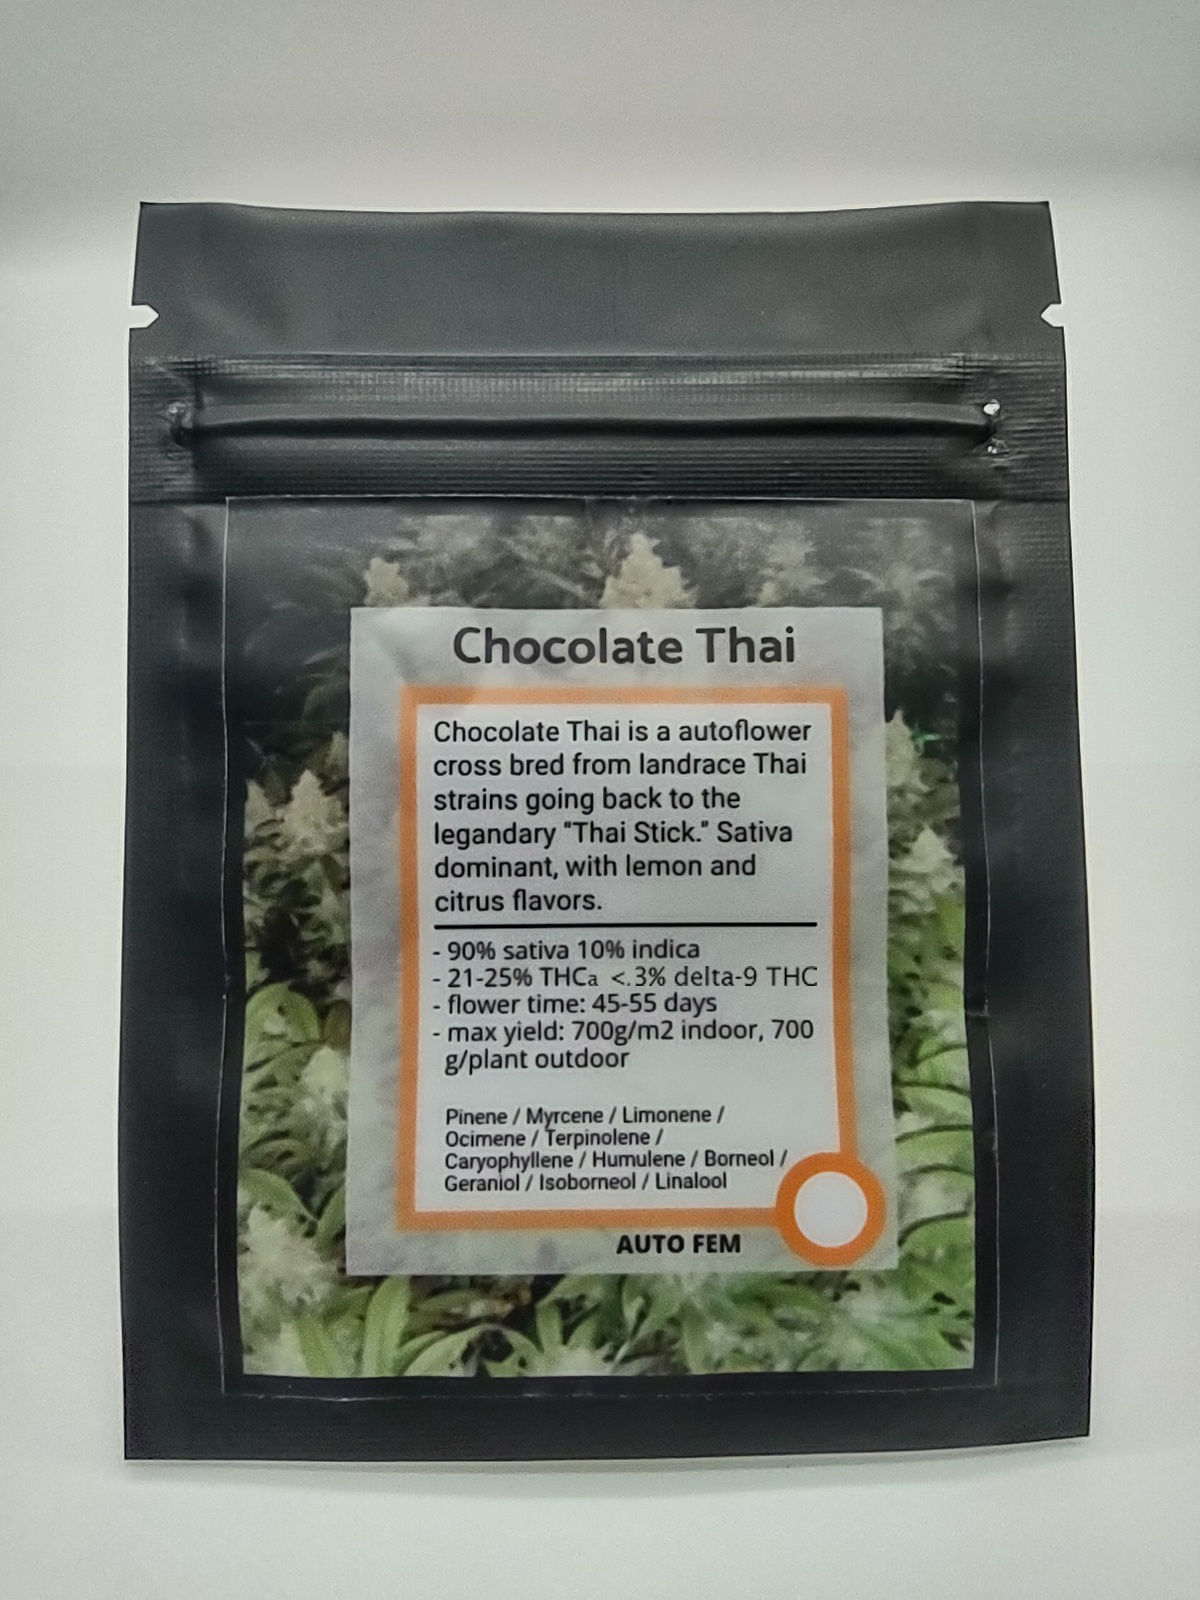 Chocolate Thai
Chocolate Thai is a autoflower
cross bred from landrace Thai
strains going back to the
legandary "Thai Stick." Sativa
dominant, with lemon and
citrus flavors.
- 90% sativa 10% indica
- 21-25% THCa <.3% delta-9 THC
- flower time: 45-55 days
- max yield: 700g/m2 indoor, 700
g/plant outdoor
Pinene / Myrcene / Limonene /
Ocimene / Terpinolene /
Caryophyllene / Humulene / Borneol /
Geraniol / Isoborneol / Linalool
AUTO FEM